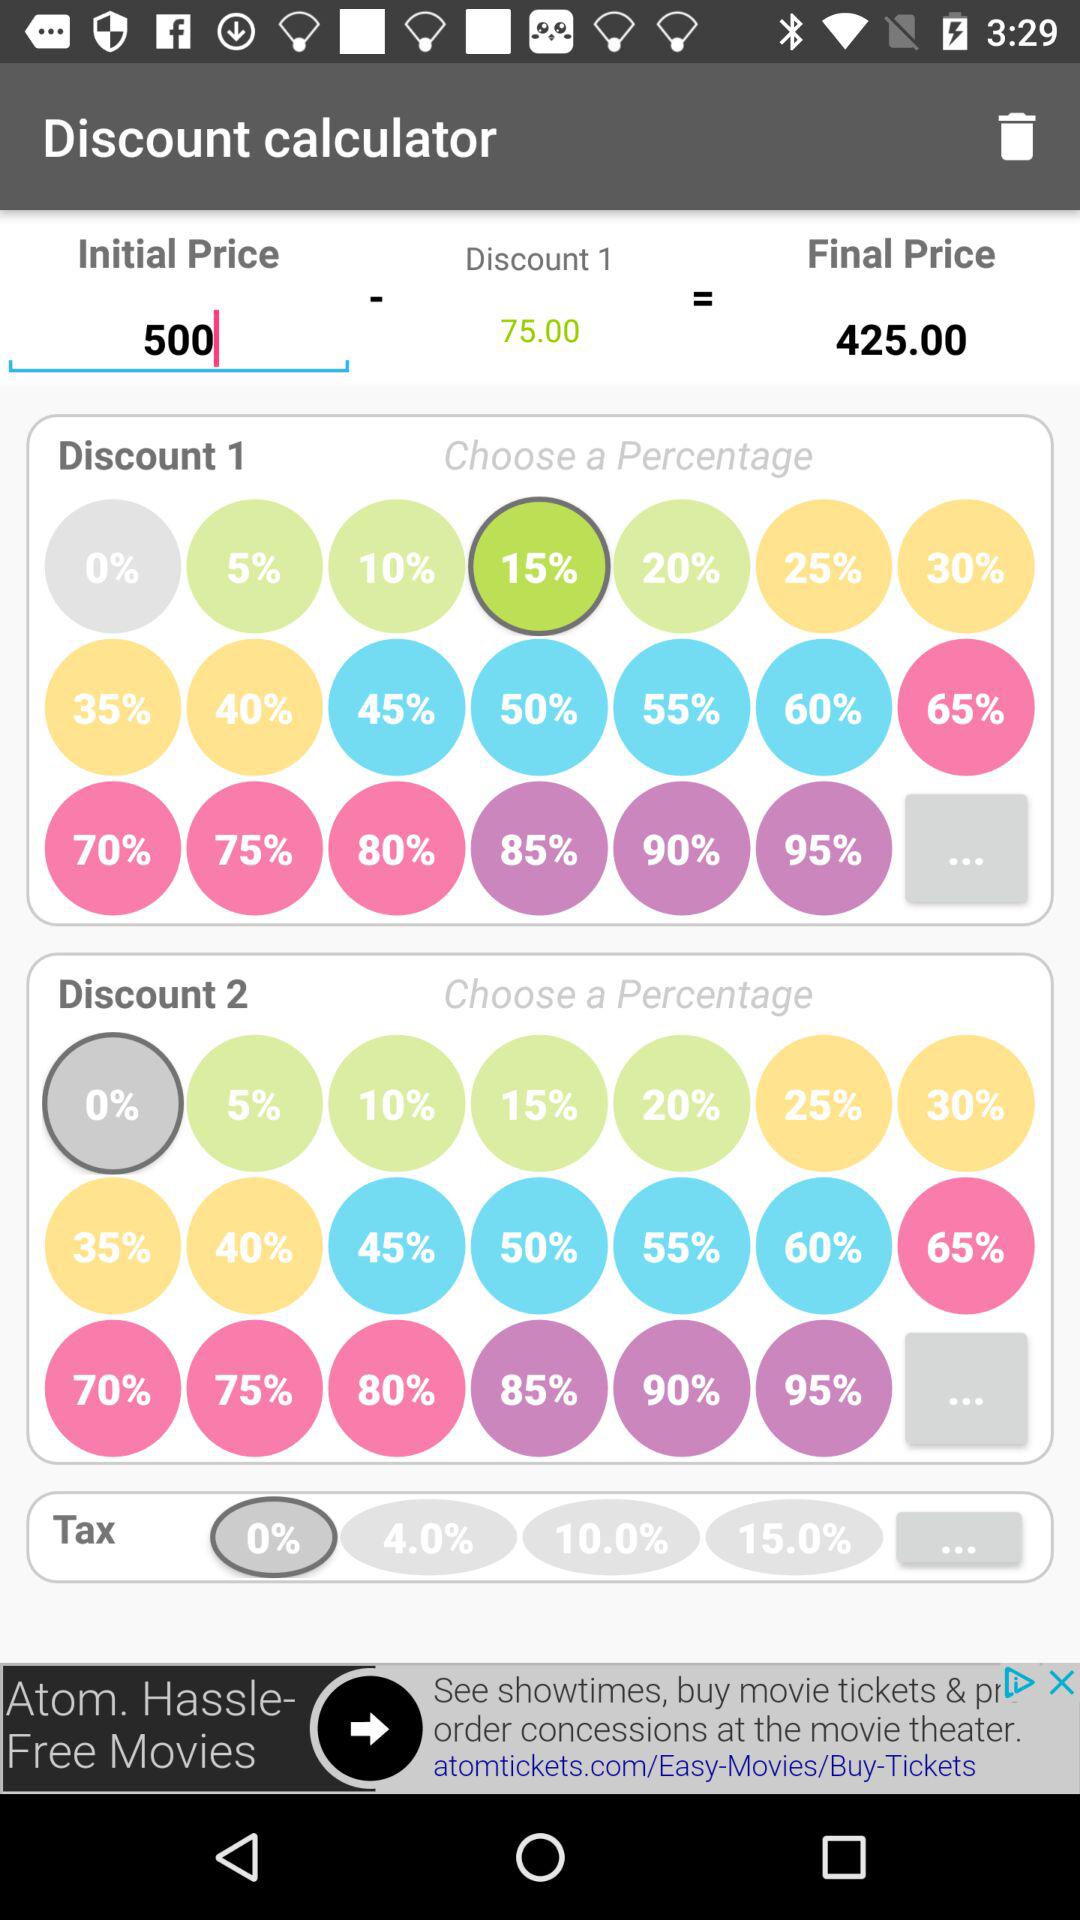 3:29
Discount calculator
Initial Price Discount 1 Final Price
500 - 75.00 = 425.00
Discount 1 Choose a Percentage
0% 5% 10% 15% 20% 25% 30%
35% 40% 45% 50% 55% 60% 65%
70% 75% 80% 85% 90% 95% ...
Discount 2 Choose a Percentage
0% 5% 10% 15% 20% 25% 30%
35% 40% 45% 50% 55% 60% 65%
70% 75% 80% 85% 90% 95% ...
Tax 0% 4.0% 10.0% 15.0% ...
Atom. Hassle-
Free Movies
See showtimes, buy movie tickets &
order concessions at the movie theater.
atomtickets.com/Easy-Movies/Buy-Tickets